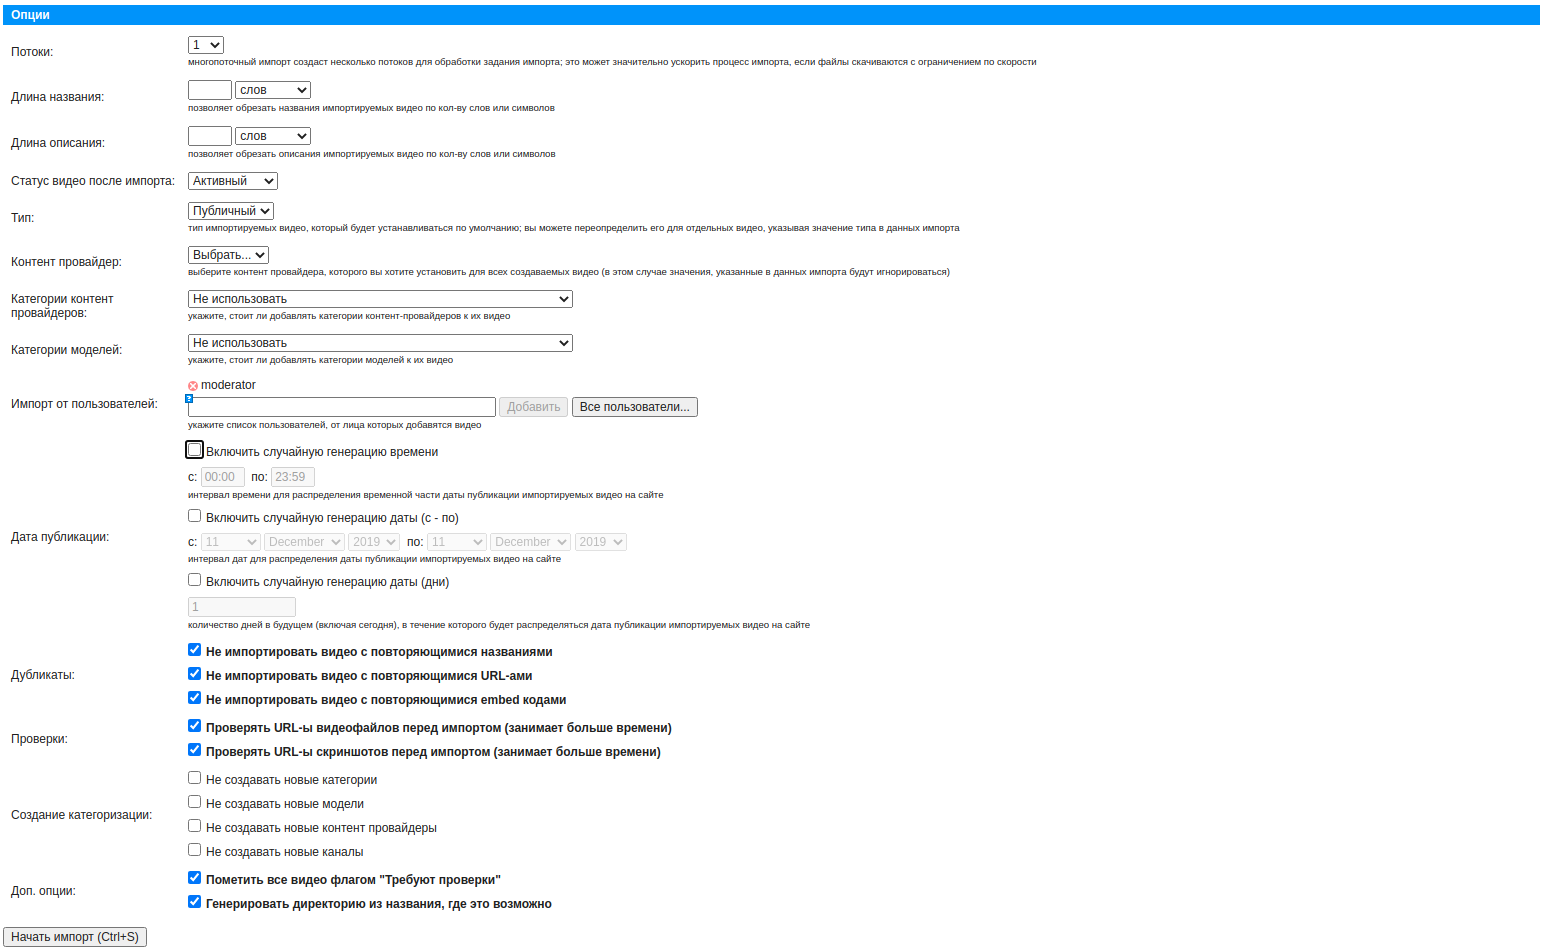 Опции
Потоки:
1
многопоточный импорт создаст несколько потоков для обработки задания импорта; это может значительно ускорить процесс импорта, если файлы скачиваются с ограничением по скорости
Длина названия:
слов
позволяет обрезать названия импортируемых видео по кол-ву слов или символов
Длина описания:
слов
позволяет обрезать описания импортируемых видео по кол-ву слов или символов
Статус видео после импорта:
Активный
Тип:
Публичный
тип импортируемых видео, который будет устанавливаться по умолчанию; вы можете переопределить его для отдельных видео, указывая значение типа в данных импорта
Контент провайдер:
Выбрать...
выберите контент провайдера, которого вы хотите установить для всех создаваемых видео (в этом случае значения, указанные в данных импорта будут игнорироваться)
Категории контент
провайдеров:
Не использовать
укажите, стоит ли добавлять категории контент-провайдеров к их видео
Категории моделей:
Не использовать
укажите, стоит ли добавлять категории моделей к их видео
moderator
Импорт от пользователей:
? Добавить Все пользователи...
укажите список пользователей, от лица которых добавятся видео
Включить случайную генерацию времени
с: 00:00 по: 23:59
интервал времени для распределения временной части даты публикации импортируемых видео на сайте
Включить случайную генерацию даты (с - по)
Дата публикации:
с: 11 December 2019 по: 11 December 2019
интервал дат для распределения даты публикации импортируемых видео на сайте
Включить случайную генерацию даты (дни)
1
количество дней в будущем (включая сегодня), в течение которого будет распределяться дата публикации импортируемых видео на сайте
Не импортировать видео с повторяющимися названиями
Дубликаты:
Не импортировать видео с повторяющимися URL-ами
Не импортировать видео с повторяющимися embed кодами
Проверки:
Проверять URL-ы видеофайлов перед импортом (занимает больше времени)
Проверять URL-ы скриншотов перед импортом (занимает больше времени)
Не создавать новые категории
Не создавать новые модели
Создание категоризации:
Не создавать новые контент провайдеры
Не создавать новые каналы
Доп. опции:
Пометить все видео флагом "Требуют проверки"
Генерировать директорию из названия, где это возможно
Начать импорт (Ctrl+S)